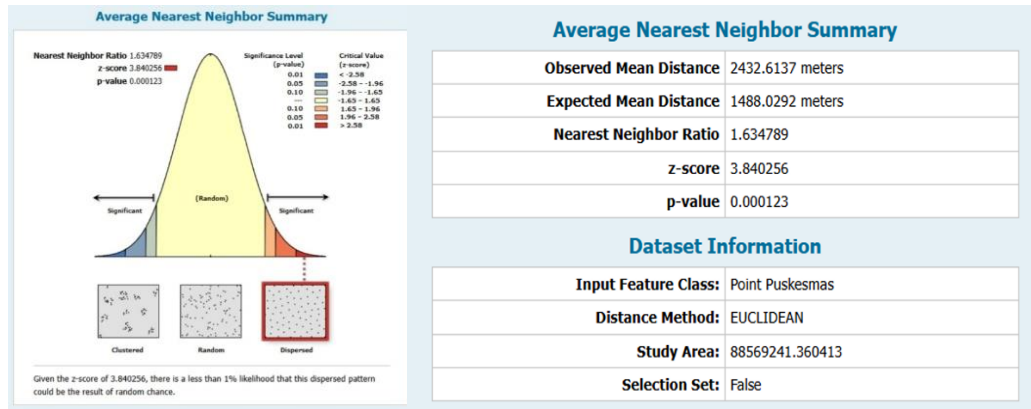 Average Nearest Neighbor Summary
Nearest Neighbor Ratio 1.634789
z-score 3.840256
p-value 0.000123
Significance Level
(p-value)
Critical Value
(z-score)
0.01 < -2.58
0.05 -2.58 - -1.96
0.10 -1.96 - -1.65
--- -1.65 - 1.65
0.10 1.65 - 1.96
0.05 1.96 - 2.58
0.01 > 2.58
(Random)
Significant
Significant
Clustered
Random
Dispersed
Given the z-score of 3.840256, there is a less than 1% likelihood that this dispersed pattern
could be the result of random chance.
Average Nearest Neighbor Summary
Observed Mean Distance 2432.6137 meters
Expected Mean Distance 1488.0292 meters
Nearest Neighbor Ratio 1.634789
z-score 3.840256
p-value 0.000123
Dataset Information
Input Feature Class: Point Puskesmas
Distance Method: EUCLIDEAN
Study Area: 88569241.360413
Selection Set: False